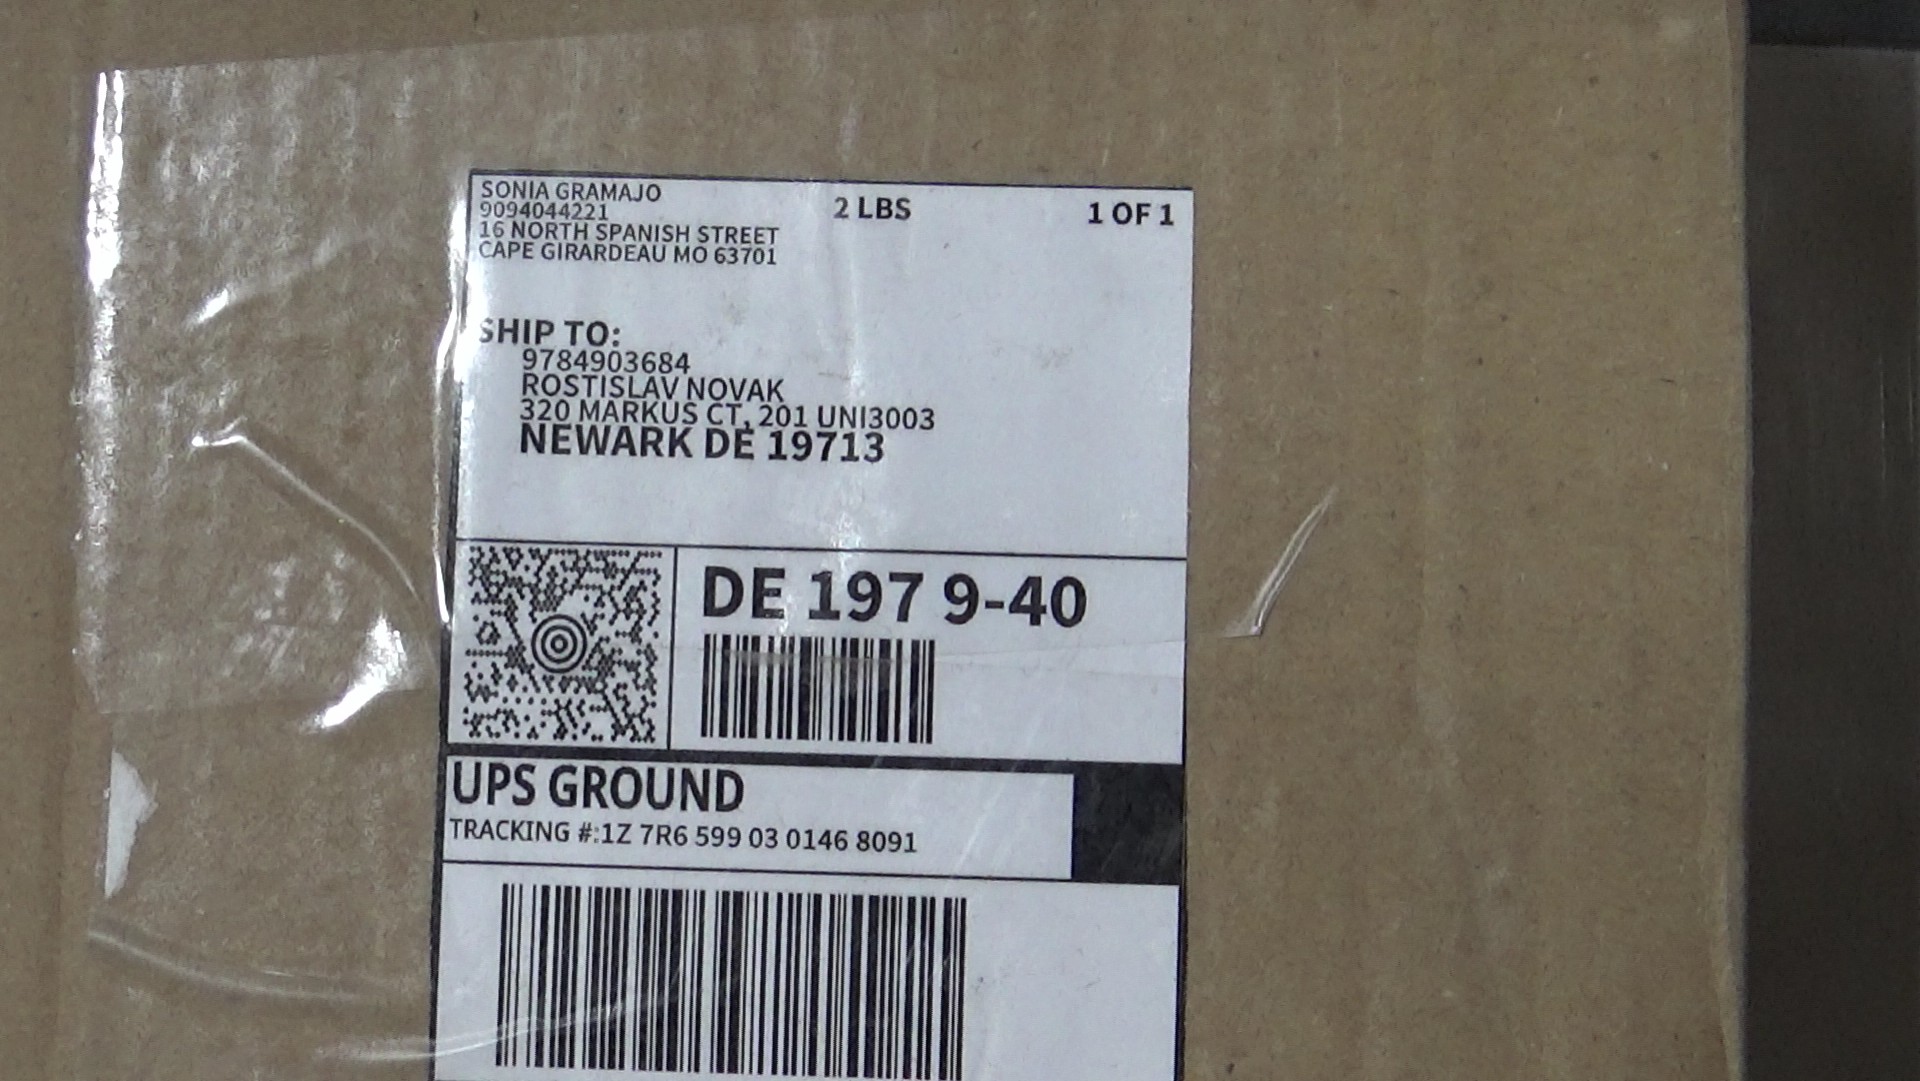 SONIA GRAMAJO
9094044221
16 NORTH SPANISH STREET
CAPE GIRARDEAU MO 63701
2 LBS
1 OF 1
SHIP TO:
9784903684
ROSTISLAV NOVAK
320 MARKUS CT, 201 UNI3003
NEWARK DE 19713
DE 197 9-40
UPS GROUND
TRACKING #:1Z 7R6 599 03 0146 8091